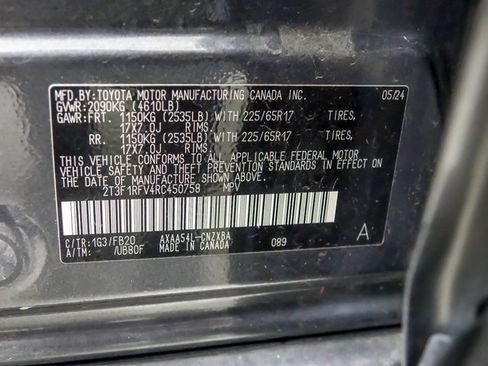 MFD.BY: TOYOTA MOTOR MANUFACTURING CANADA INC. 05/24
GVWR: 2090KG (4610LB)
GAWR: FRT. 1150KG (2535LB) WITH 225/65R17 - TIRES,
17X7.0J RIMS,
RR. 1150KG (2535LB) WITH 225/65R17 - TIRES,
17X7.0J RIMS,
THIS VEHICLE CONFORMS TO ALL APPLICABLE FEDERAL MOTOR
VEHICLE SAFETY AND THEFT PREVENTION STANDARDS IN EFFECT
ON THE DATE OF MANUFACTURE SHOWN ABOVE.
2T3F1RFV4RC450758 MPV
C/TR: 1G3/FB20 AXAA54L-CNZXBA 089 A
A/TM: /UB80F MADE IN CANADA